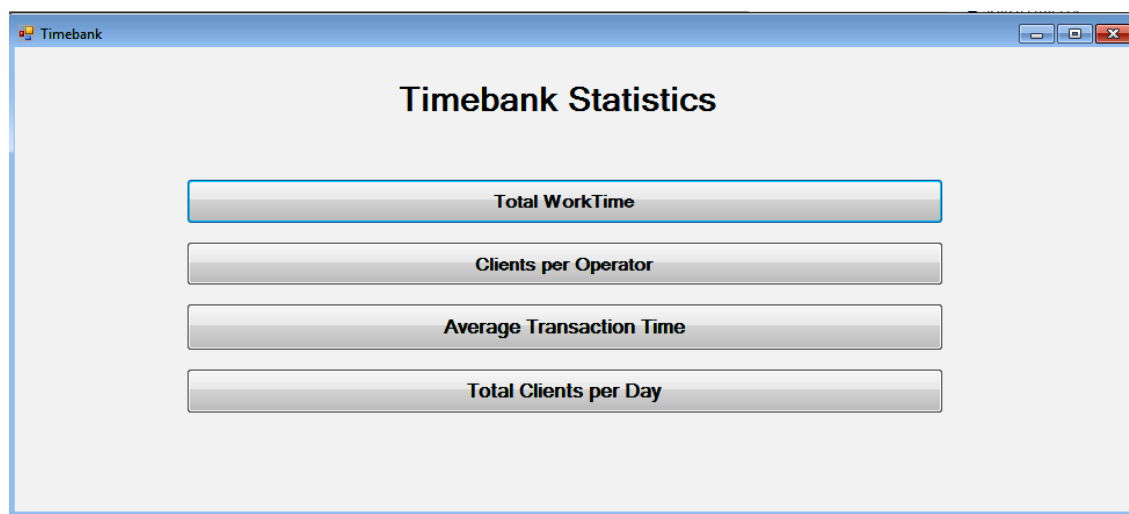 Timebank
Timebank Statistics
Total WorkTime
Clients per Operator
Average Transaction Time
Total Clients per Day